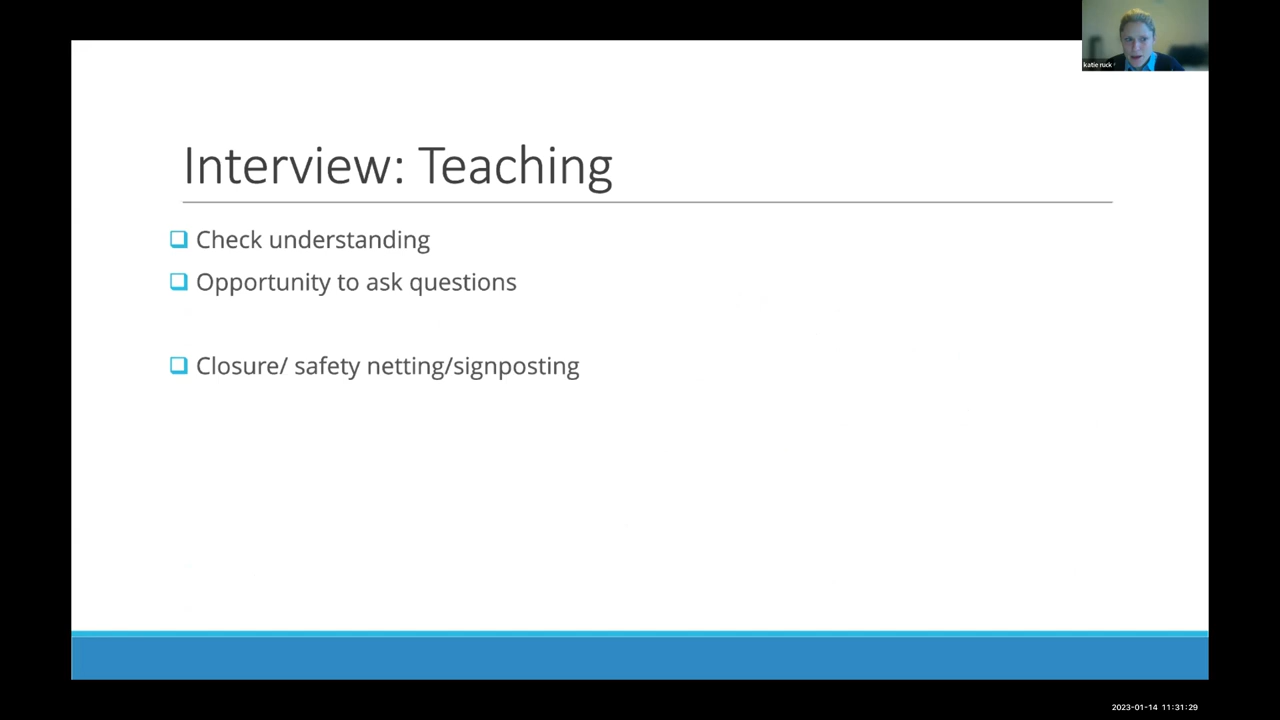 katie ruck
Interview: Teaching
❑ Check understanding
❑ Opportunity to ask questions
❑ Closure/ safety netting/signposting
2023-01-14 11:31:29